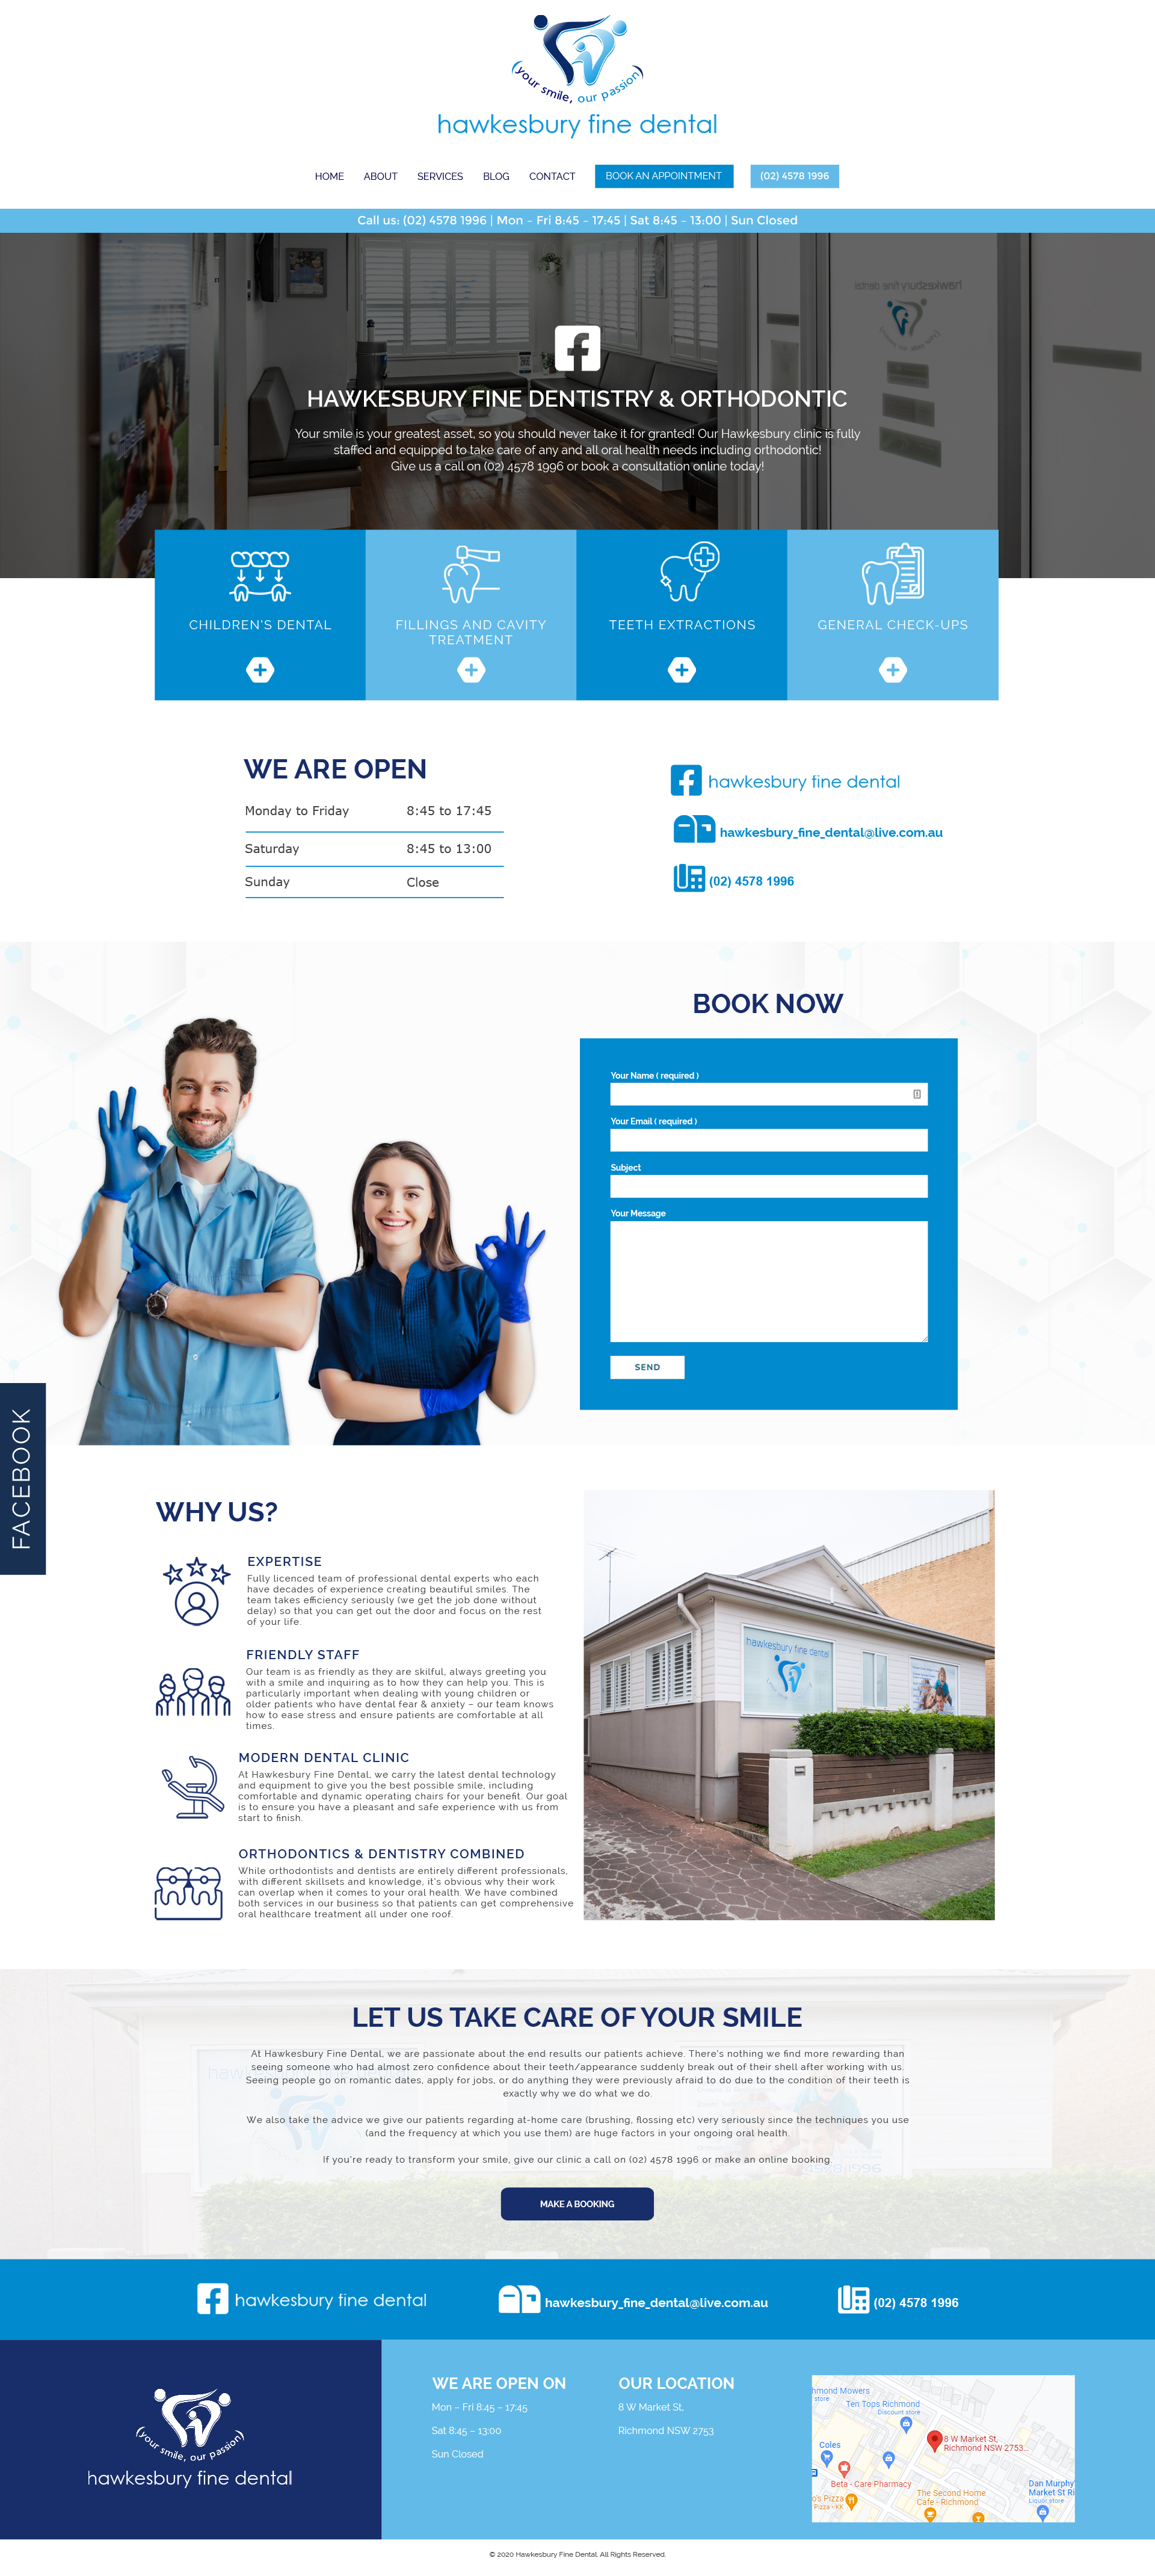 your smile, our passion
hawkesbury fine dental
HOME ABOUT SERVICES BLOG CONTACT BOOK AN APPOINTMENT (02) 4578 1996
Call us: (02) 4578 1996 | Mon – Fri 8:45 – 17:45 | Sat 8:45 – 13:00 | Sun Closed
hawkesbury fine dental
HAWKESBURY FINE DENTISTRY & ORTHODONTIC
Your smile is your greatest asset, so you should never take it for granted! Our Hawkesbury clinic is fully
staffed and equipped to take care of any and all oral health needs including orthodontic!
Give us a call on (02) 4578 1996 or book a consultation online today!
CHILDREN'S DENTAL
FILLINGS AND CAVITY
TREATMENT
TEETH EXTRACTIONS
GENERAL CHECK-UPS
WE ARE OPEN
Monday to Friday 8:45 to 17:45
Saturday 8:45 to 13:00
Sunday Close
hawkesbury fine dental
hawkesbury_fine_dental@live.com.au
(02) 4578 1996
BOOK NOW
Your Name ( required )
Your Email ( required )
Subject
Your Message
SEND
FACEBOOK
WHY US?
EXPERTISE
Fully licenced team of professional dental experts who each
have decades of experience creating beautiful smiles. The
team takes efficiency seriously (we get the job done without
delay) so that you can get out the door and focus on the rest
of your life.
FRIENDLY STAFF
Our team is as friendly as they are skilful, always greeting you
with a smile and inquiring as to how they can help you. This is
particularly important when dealing with young children or
older patients who have dental fear & anxiety – our team knows
how to ease stress and ensure patients are comfortable at all
times.
MODERN DENTAL CLINIC
At Hawkesbury Fine Dental, we carry the latest dental technology
and equipment to give you the best possible smile, including
comfortable and dynamic operating chairs for your benefit. Our goal
is to ensure you have a pleasant and safe experience with us from
start to finish.
ORTHODONTICS & DENTISTRY COMBINED
While orthodontists and dentists are entirely different professionals,
with different skillsets and knowledge, it's obvious why their work
can overlap when it comes to your oral health. We have combined
both services in our business so that patients can get comprehensive
oral healthcare treatment all under one roof.
hawkesbury fine dental
LET US TAKE CARE OF YOUR SMILE
At Hawkesbury Fine Dental, we are passionate about the end results our patients achieve. There's nothing we find more rewarding than
seeing someone who had almost zero confidence about their teeth/appearance suddenly break out of their shell after working with us.
Seeing people go on romantic dates, apply for jobs, or do anything they were previously afraid to do due to the condition of their teeth is
exactly why we do what we do.
We also take the advice we give our patients regarding at-home care (brushing, flossing etc) very seriously since the techniques you use
(and the frequency at which you use them) are huge factors in your ongoing oral health.
If you're ready to transform your smile, give our clinic a call on (02) 4578 1996 or make an online booking.
4578 1996
MAKE A BOOKING
hawkesbury fine dental
hawkesbury_fine_dental@live.com.au
(02) 4578 1996
your smile, our passion
hawkesbury fine dental
WE ARE OPEN ON
Mon – Fri 8:45 – 17:45
Sat 8:45 – 13:00
Sun Closed
OUR LOCATION
8 W Market St,
Richmond NSW 2753
hmond Mowers
store
Ten Tops Richmond
Discount store
8 W Market St,
Richmond NSW 2753...
Coles
Beta - Care Pharmacy
o's Pizza
Pizza • KK
The Second Home
Cafe - Richmond
Dan Murphy
Market St Ri
Liquor store
© 2020 Hawkesbury Fine Dental. All Rights Reserved.